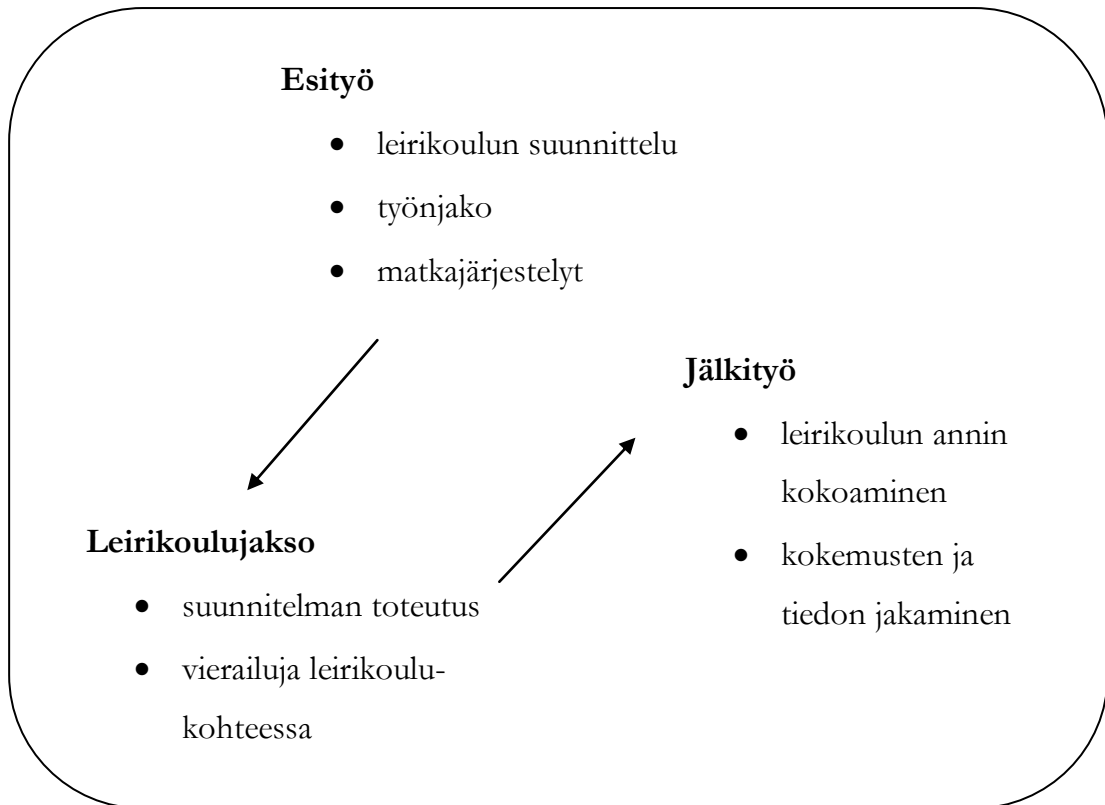 Esityö
• leirikoulun suunnittelu
• työnjako
• matkajärjestelyt
Jälkityö
• leirikoulun annin
kokoaminen
• kokemusten ja
tiedon jakaminen
Leirikoulujakso
• suunnitelman toteutus
• vierailuja leirikoulu-
kohteessa